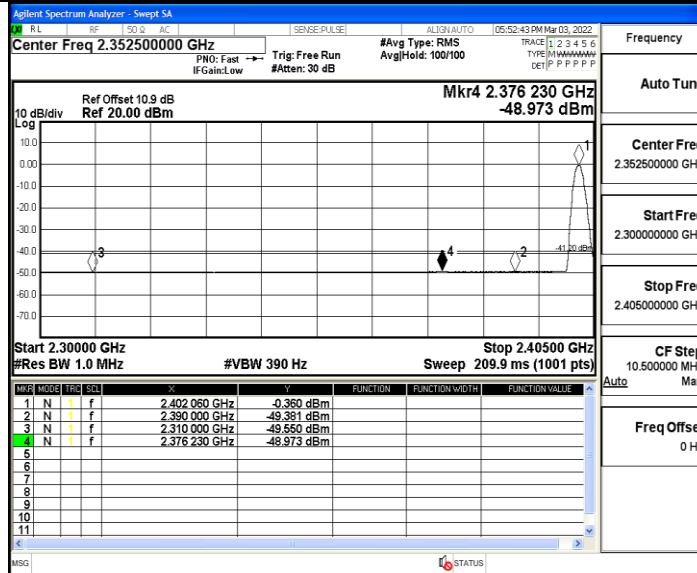 Agilent Spectrum Analyzer - Swept SA
RL RF 50 Ω AC SENSE:PULSE ALIGNAUTO 05:52:43 PM Mar 03, 2022
Center Freq 2.352500000 GHz
PNO: Fast Trig: Free Run
IFGain:Low #Atten: 30 dB
#Avg Type: RMS
Avg|Hold: 100/100
TRACE 1 2 3 4 5 6
TYPE MWWWWW
DET P P P P P P
Mkr4 2.376 230 GHz
-48.973 dBm
Ref Offset 10.9 dB
10 dB/div Ref 20.00 dBm
Log
10.0
0.00
-10.0
-20.0
-30.0
-40.0
-50.0
-60.0
-70.0
1
2
3
4
-41.20 dBm
Start 2.30000 GHz Stop 2.40500 GHz
#Res BW 1.0 MHz #VBW 390 Hz Sweep 209.9 ms (1001 pts)
MKR MODE TRC SCL X Y FUNCTION FUNCTION WIDTH FUNCTION VALUE
1 N 1 f 2.402 060 GHz -0.360 dBm
2 N 1 f 2.390 000 GHz -49.381 dBm
3 N 1 f 2.310 000 GHz -49.550 dBm
4 N 1 f 2.376 230 GHz -48.973 dBm
5
6
7
8
9
10
11
MSG STATUS
Frequency
Auto Tun
Center Fre
2.352500000 GH
Start Fre
2.300000000 GH
Stop Fre
2.405000000 GH
CF Ste
10.500000 MH
Auto Ma
Freq Offse
0 H